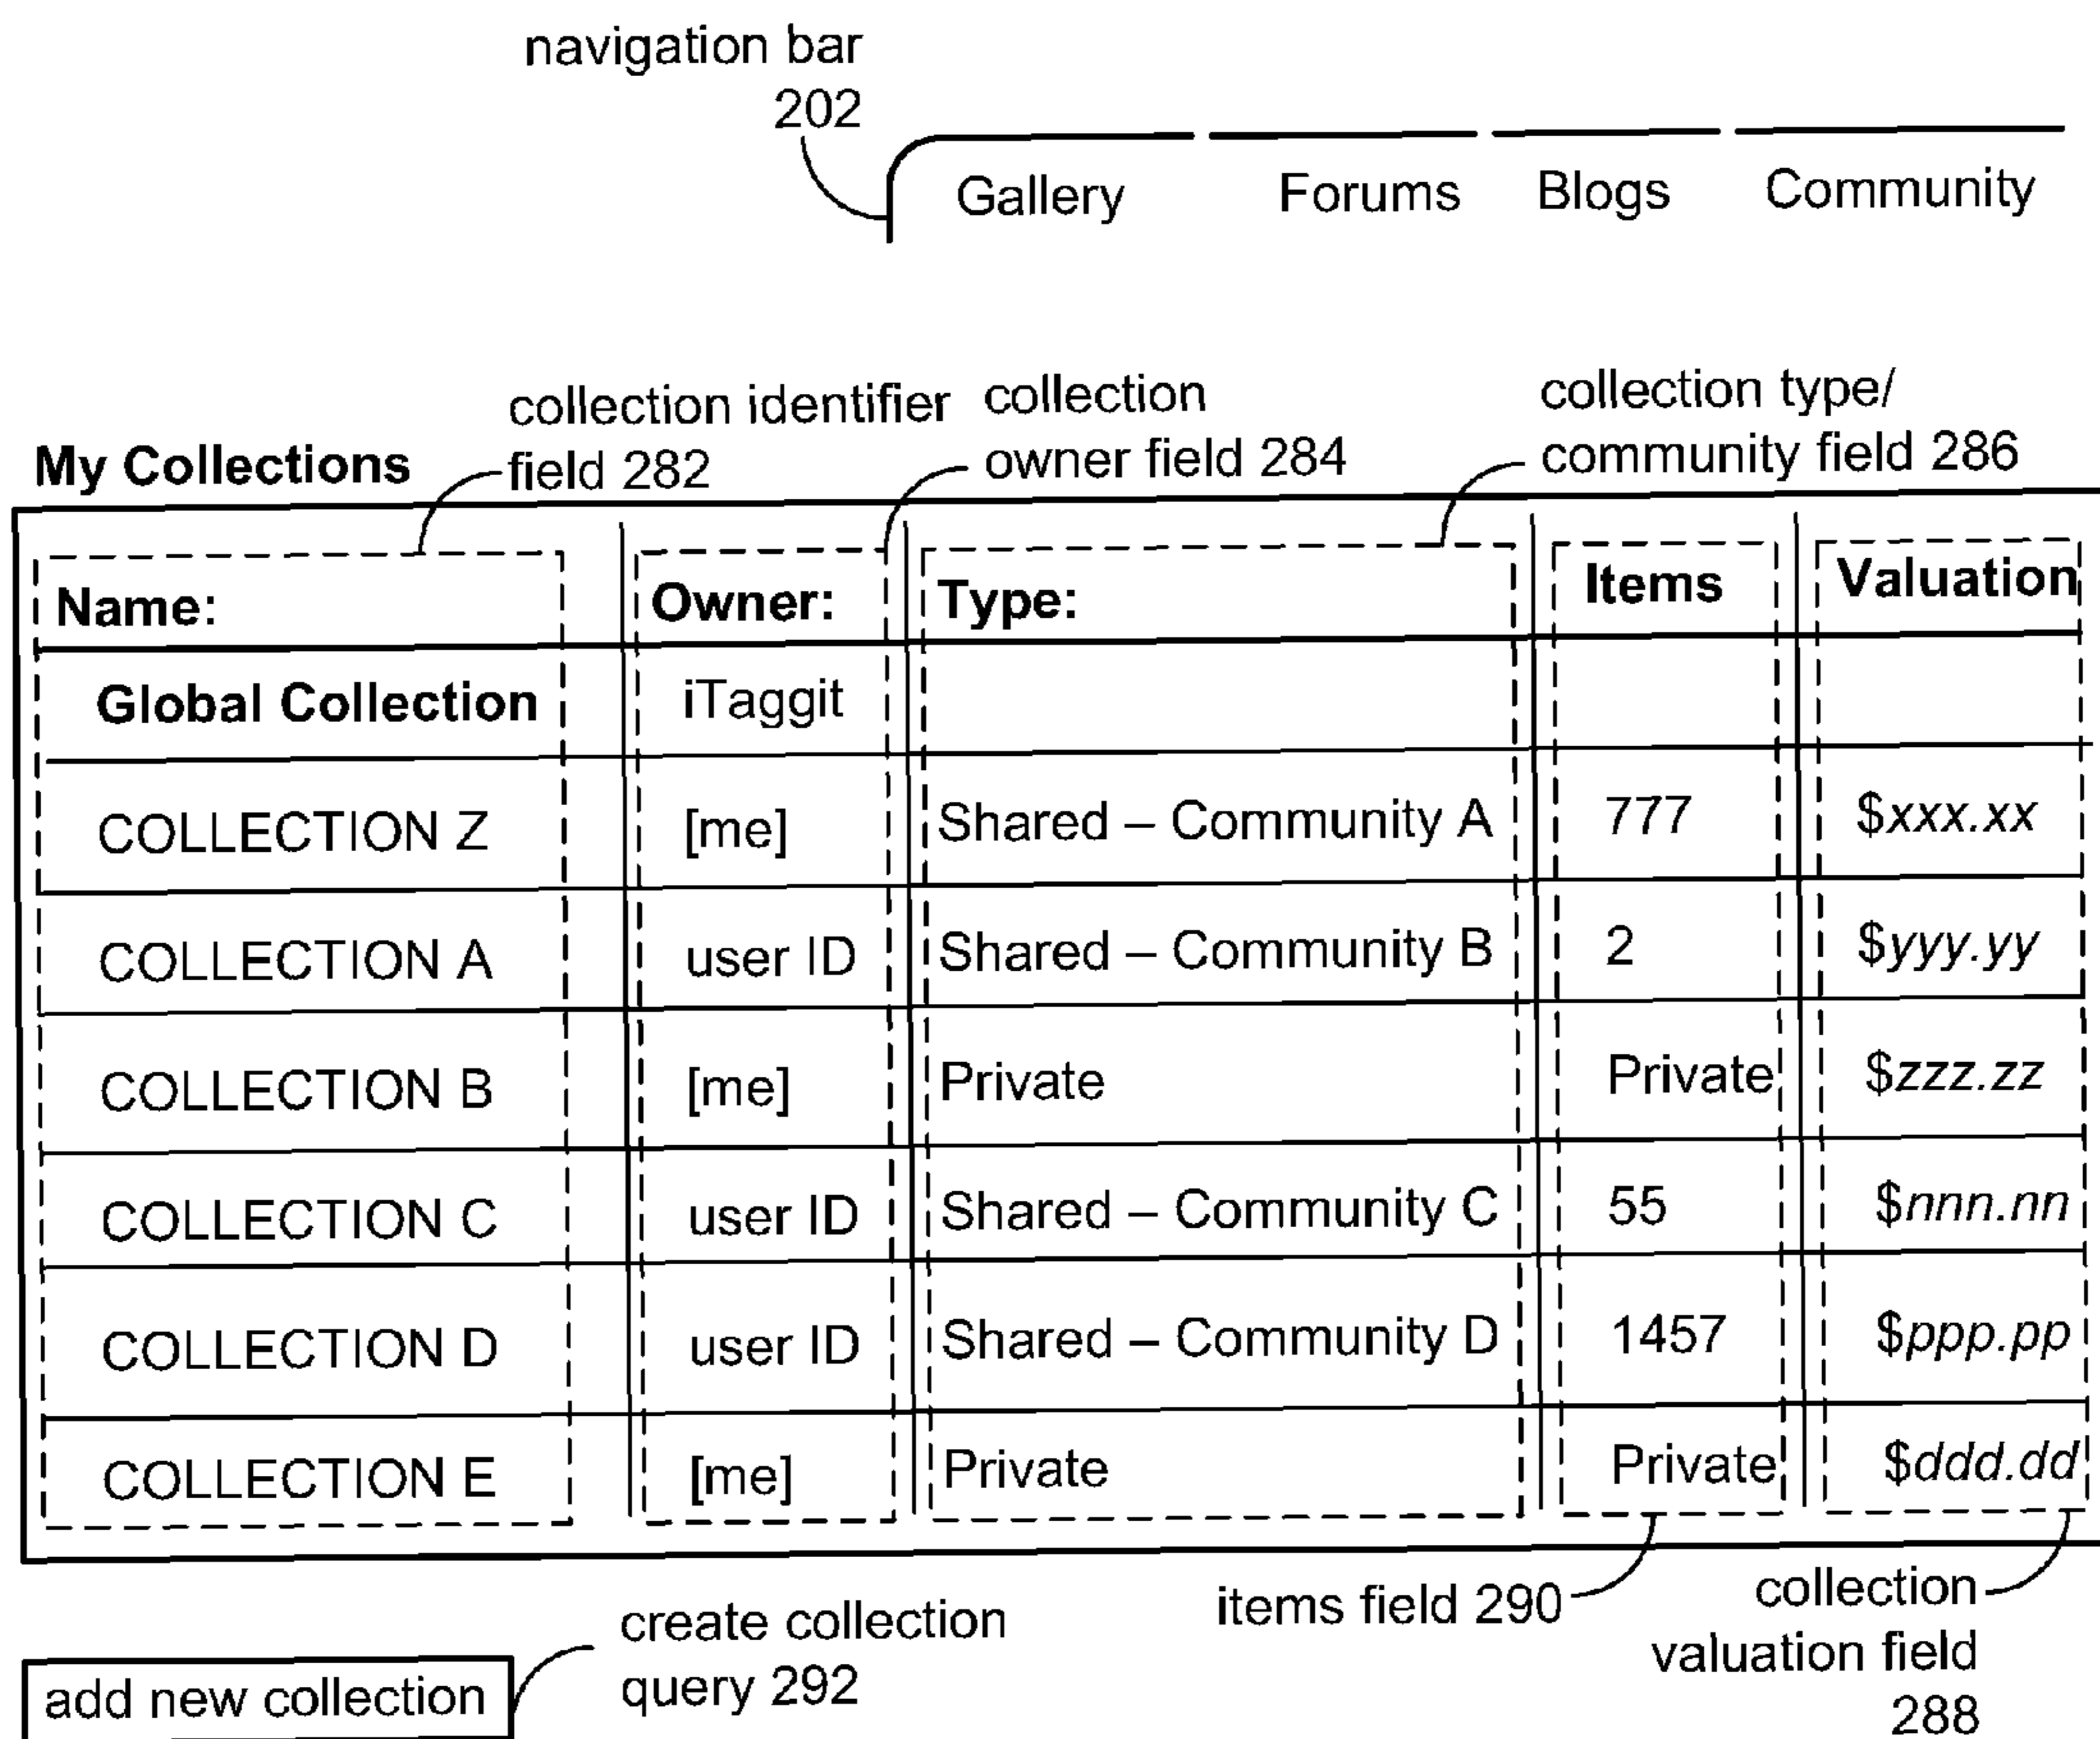 navigation bar
202
Gallery Forums Blogs Community
collection identifier
field 282
collection
owner field 284
collection type/
community field 286
My Collections
Name: Owner: Type: Items Valuation
Global Collection iTaggit
COLLECTION Z [me] Shared – Community A 777 $xxx.xx
COLLECTION A user ID Shared – Community B 2 $yyy.yy
COLLECTION B [me] Private Private $zzz.zz
COLLECTION C user ID Shared – Community C 55 $nnn.nn
COLLECTION D user ID Shared – Community D 1457 $ppp.pp
COLLECTION E [me] Private Private $ddd.dd
items field 290
collection
valuation field
288
create collection
query 292
add new collection